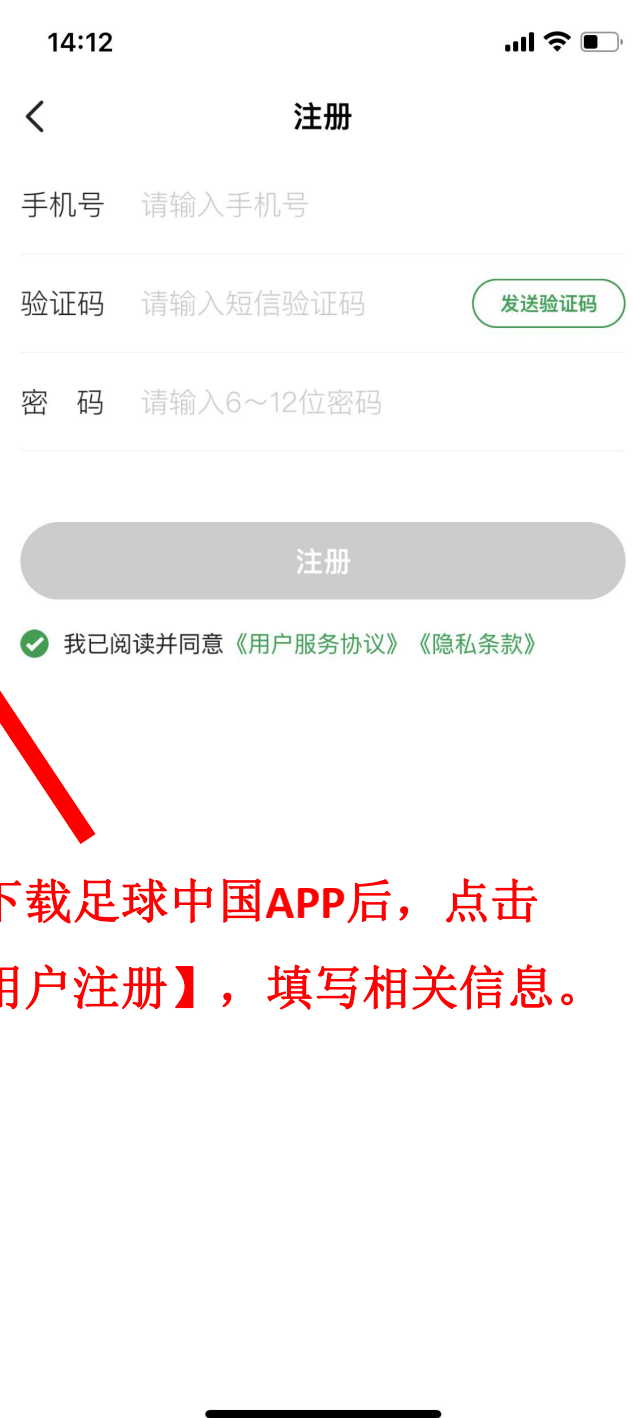 14:12
注册
手机号 请输入手机号
验证码 请输入短信验证码 发送验证码
密 码 请输入6～12位密码
注册
我已阅读并同意《用户服务协议》《隐私条款》
下载足球中国APP后，点击
用户注册】，填写相关信息。